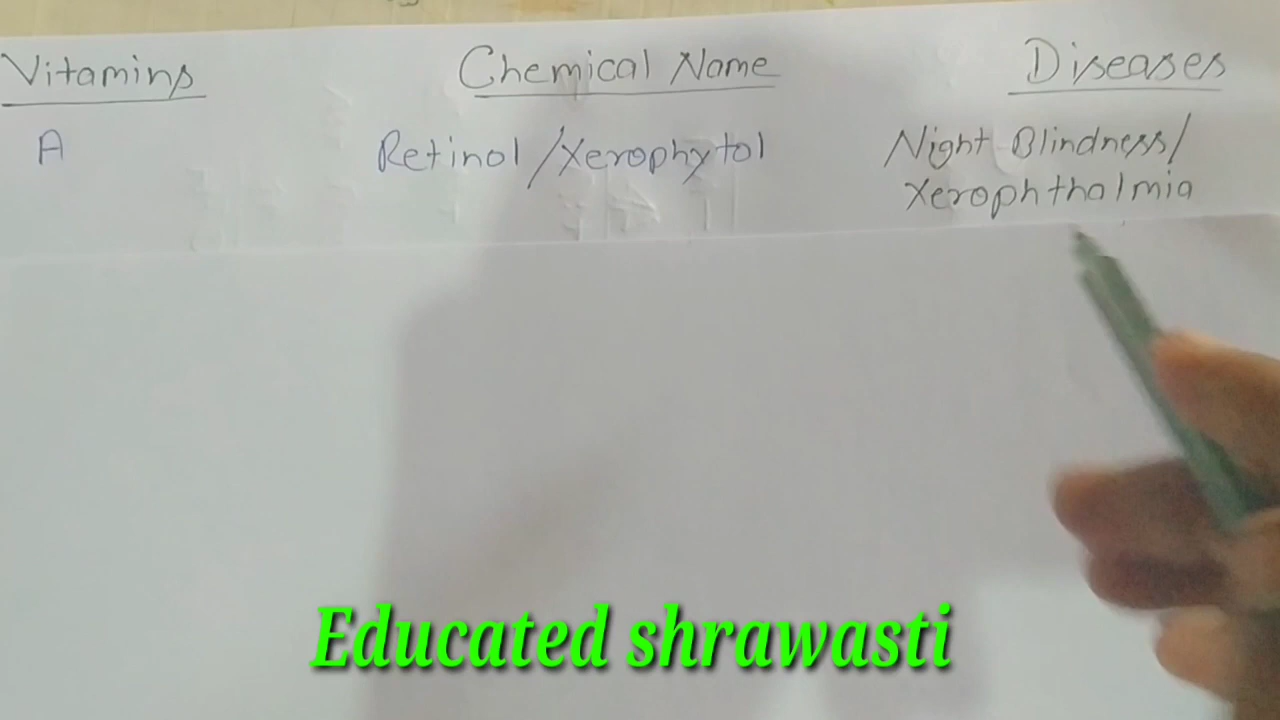 Vitamins Chemical Name Diseases
A Retinol/Xerophytol Night Blindness/
Xerophthalmia
Educated shrawasti